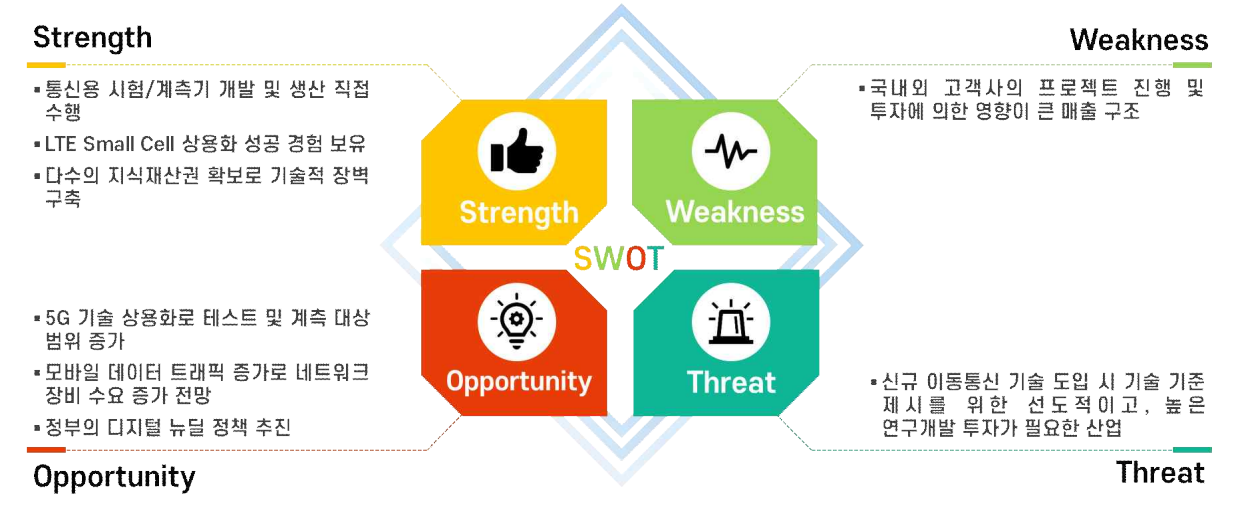 Strength
▪통신용 시험/계측기 개발 및 생산 직접
수행
▪LTE Small Cell 상용화 성공 경험 보유
▪다수의 지식재산권 확보로 기술적 장벽
구축
Weakness
▪국내외 고객사의 프로젝트 진행 및
투자에 의한 영향이 큰 매출 구조
Strength
Weakness
SWOT
Opportunity
Threat
▪5G 기술 상용화로 테스트 및 계측 대상
범위 증가
▪모바일 데이터 트래픽 증가로 네트워크
장비 수요 증가 전망
▪정부의 디지털 뉴딜 정책 추진
Opportunity
▪신규 이동통신 기술 도입 시 기술 기준
제시를 위한 선도적이고, 높은
연구개발 투자가 필요한 산업
Threat